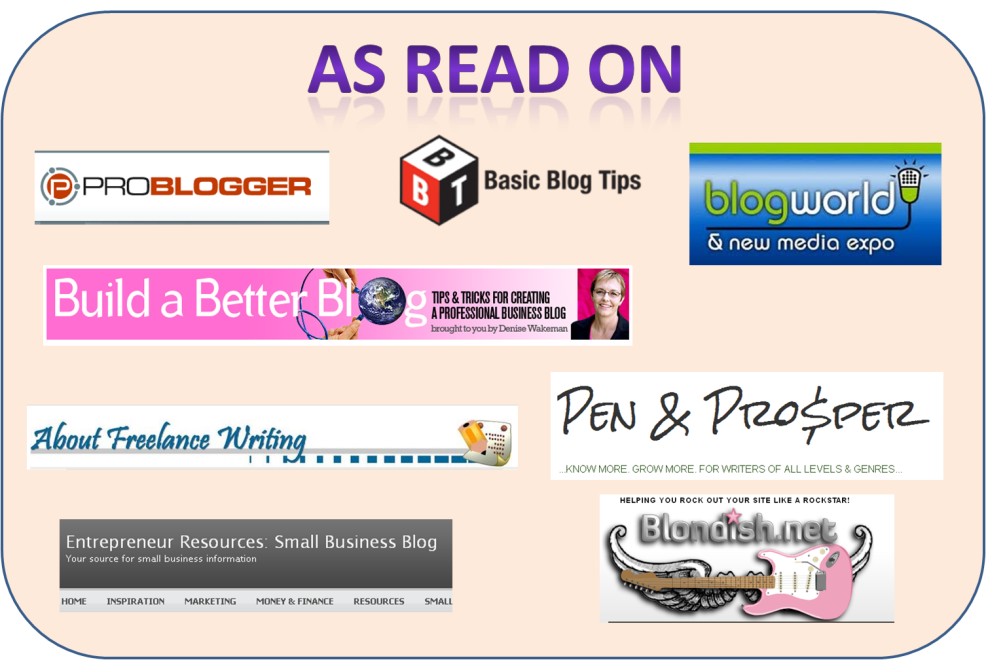 AS READ ON
PROBLOGGER
B
B T
Basic Blog Tips
blogworld
& new media expo
Build a Better Blog
TIPS & TRICKS FOR CREATING
A PROFESSIONAL BUSINESS BLOG
brought to you by Denise Wakeman
About Freelance Writing
PEN & PRO$PER
...KNOW MORE. GROW MORE. FOR WRITERS OF ALL LEVELS & GENRES...
HELPING YOU ROCK OUT YOUR SITE LIKE A ROCKSTAR!
Blondish.net
Entrepreneur Resources: Small Business Blog
Your source for small business information
HOME INSPIRATION MARKETING MONEY & FINANCE RESOURCES SMALL